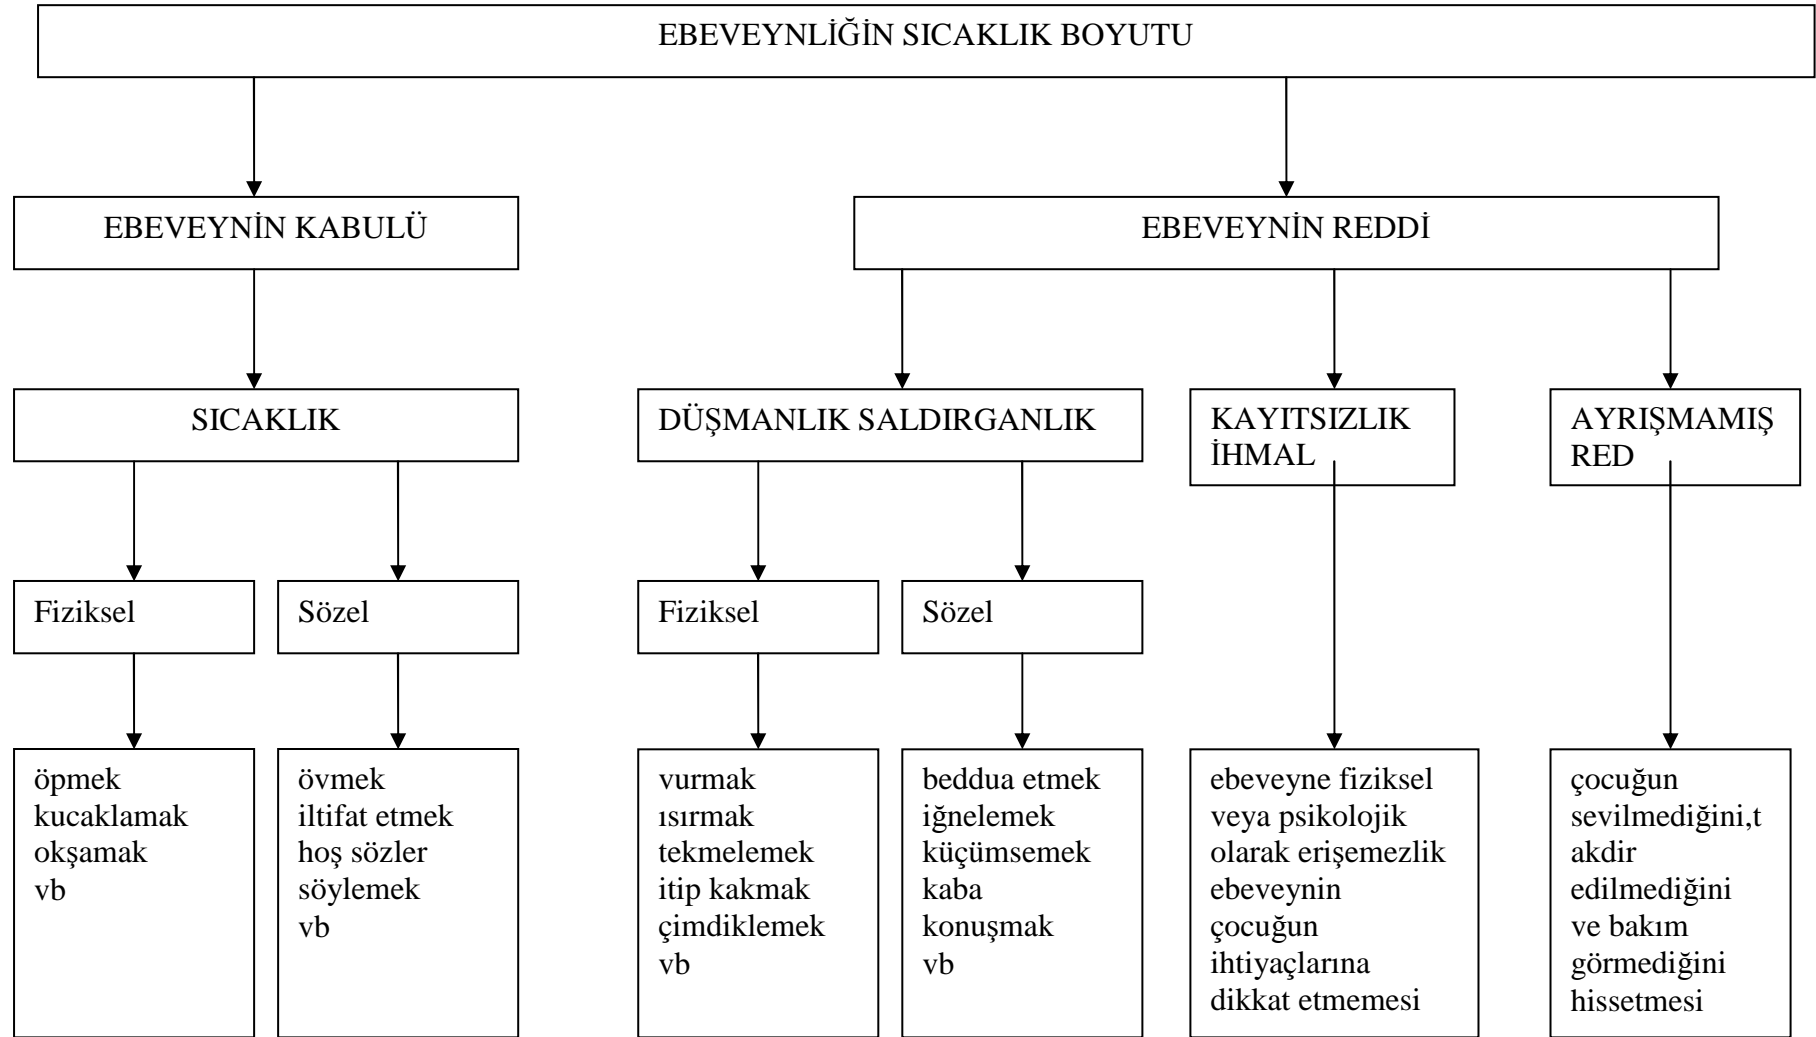 EBEVEYNLİĞİN SICAKLIK BOYUTU
EBEVEYNİN KABULÜ
EBEVEYNİN REDDİ
SICAKLIK
DÜŞMANLIK SALDIRGANLIK
KAYITSIZLIK
İHMAL
AYRIŞMAMIŞ
RED
Fiziksel
Sözel
Fiziksel
Sözel
öpmek
kucaklamak
okşamak
vb
övmek
iltifat etmek
hoş sözler
söylemek
vb
vurmak
ısırmak
tekmelemek
itip kakmak
çimdiklemek
vb
beddua etmek
iğnelemek
küçümsemek
kaba
konuşmak
vb
ebeveyne fiziksel
veya psikolojik
olarak erişemezlik
ebeveynin
çocuğun
ihtiyaçlarına
dikkat etmemesi
çocuğun
sevilmediğini,t
akdir
edilmediğini
ve bakım
görmediğini
hissetmesi